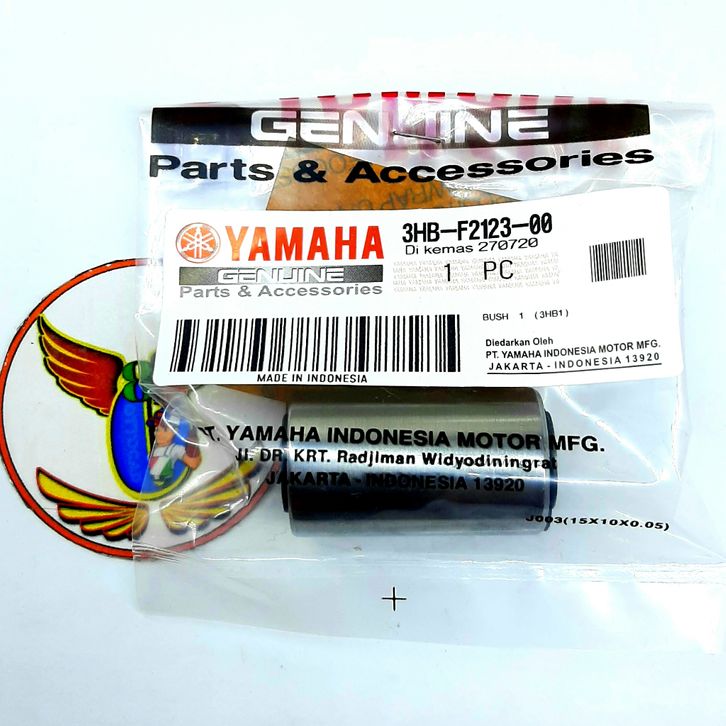 GENUINE
Parts & Accessories
YAMAHA
GENUINE
Parts & Accessories
3HB-F2123-00
Di kemas 270720
1 PC
BUSH 1 (3HB1)
MADE IN INDONESIA
Diedarkan Oleh
PT. YAMAHA INDONESIA MOTOR MFG.
JAKARTA - INDONESIA 13920
PT. YAMAHA INDONESIA MOTOR MFG.
Jl. DR. KRT. Radjiman Widyodiningrat
JAKARTA - INDONESIA 13920
J003(15X10X0.05)